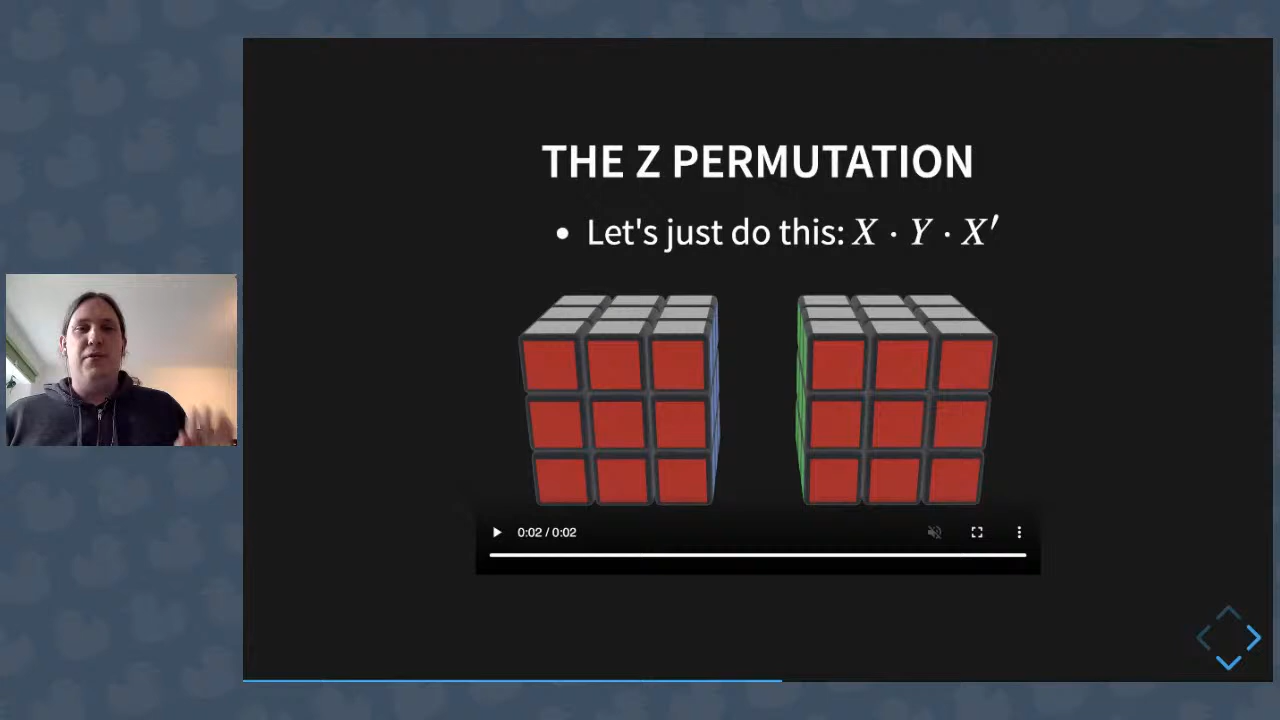 THE Z PERMUTATION
• Let's just do this: X · Y · X′
0:02 / 0:02